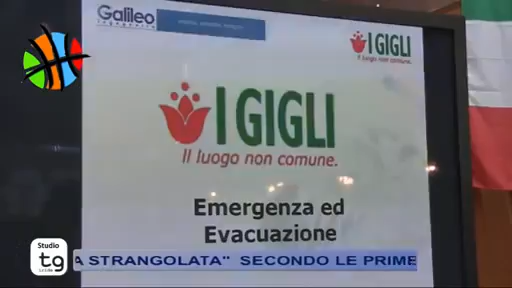 Galileo
Ingegneria
I GIGLI
Il luogo non comune.
I GIGLI
Il luogo non comune.
Emergenza ed
Evacuazione
Studio
tg
A STRANGOLATA" SECONDO LE PRIME